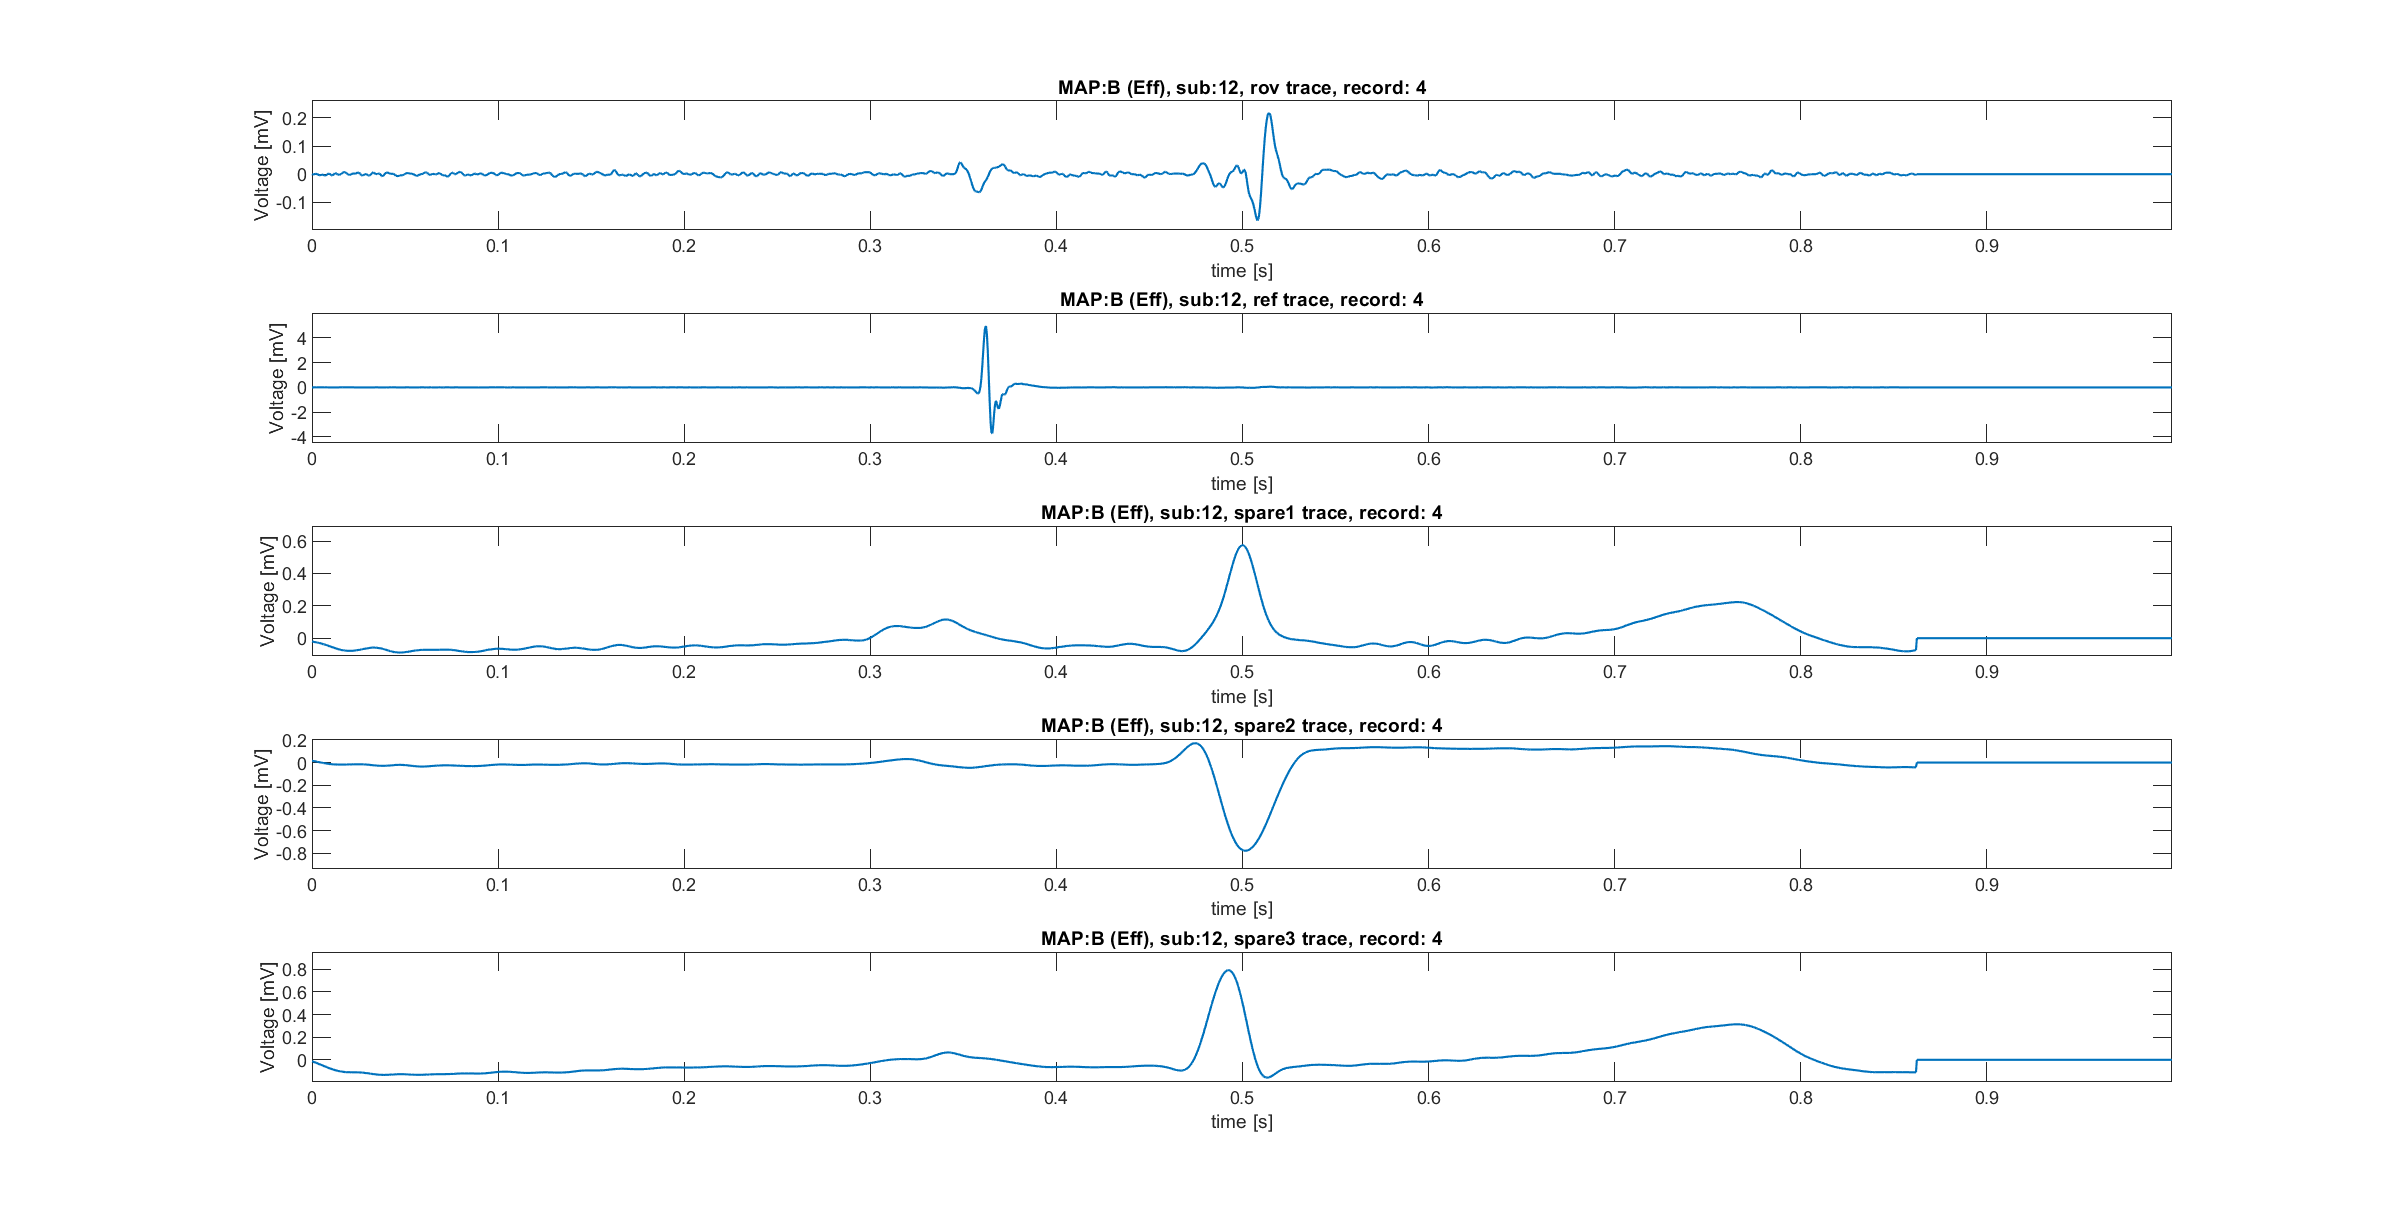 MAP:B (Eff), sub:12, rov trace, record: 4
Voltage [mV]
0.2
0.1
0
-0.1
0 0.1 0.2 0.3 0.4 0.5 0.6 0.7 0.8 0.9
time [s]
MAP:B (Eff), sub:12, ref trace, record: 4
Voltage [mV]
4
2
0
-2
-4
0 0.1 0.2 0.3 0.4 0.5 0.6 0.7 0.8 0.9
time [s]
MAP:B (Eff), sub:12, spare1 trace, record: 4
Voltage [mV]
0.6
0.4
0.2
0
0 0.1 0.2 0.3 0.4 0.5 0.6 0.7 0.8 0.9
time [s]
MAP:B (Eff), sub:12, spare2 trace, record: 4
Voltage [mV]
0.2
0
-0.2
-0.4
-0.6
-0.8
0 0.1 0.2 0.3 0.4 0.5 0.6 0.7 0.8 0.9
time [s]
MAP:B (Eff), sub:12, spare3 trace, record: 4
Voltage [mV]
0.8
0.6
0.4
0.2
0
0 0.1 0.2 0.3 0.4 0.5 0.6 0.7 0.8 0.9
time [s]